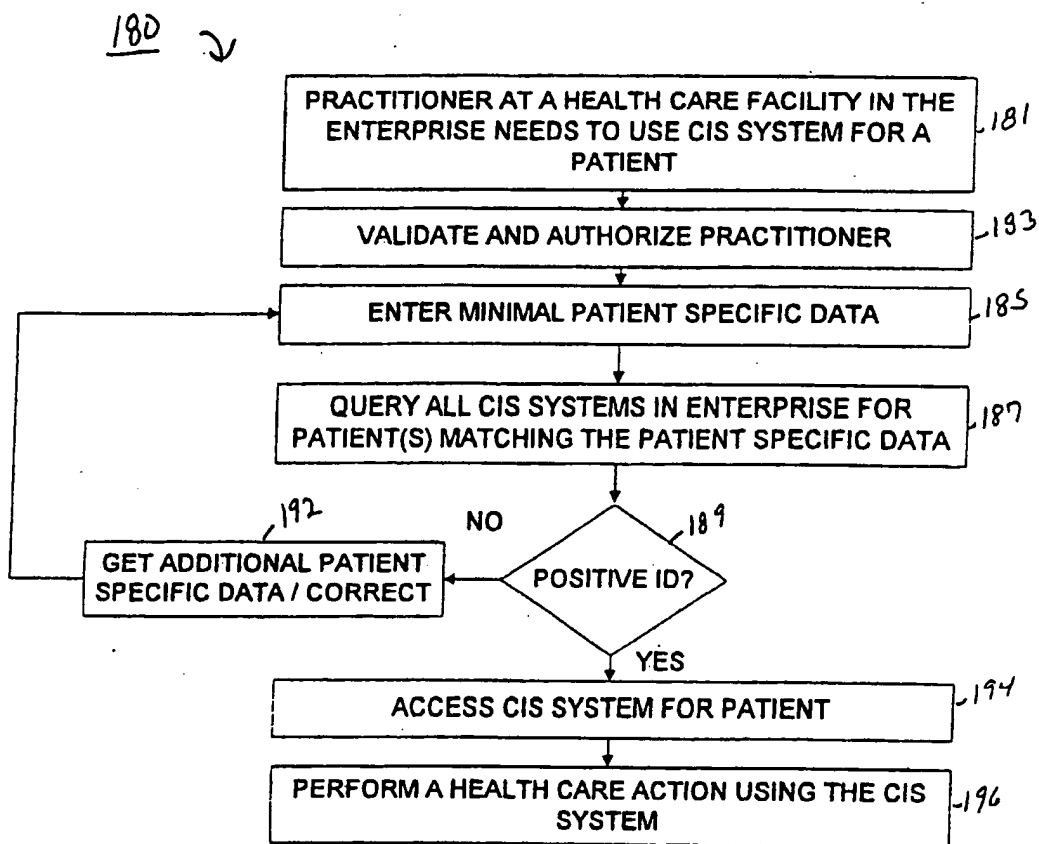 180
PRACTITIONER AT A HEALTH CARE FACILITY IN THE
ENTERPRISE NEEDS TO USE CIS SYSTEM FOR A
PATIENT
181
VALIDATE AND AUTHORIZE PRACTITIONER
183
ENTER MINIMAL PATIENT SPECIFIC DATA
185
QUERY ALL CIS SYSTEMS IN ENTERPRISE FOR
PATIENT(S) MATCHING THE PATIENT SPECIFIC DATA
187
192
NO
189
GET ADDITIONAL PATIENT
SPECIFIC DATA / CORRECT
POSITIVE ID?
YES
ACCESS CIS SYSTEM FOR PATIENT
194
PERFORM A HEALTH CARE ACTION USING THE CIS
SYSTEM
196